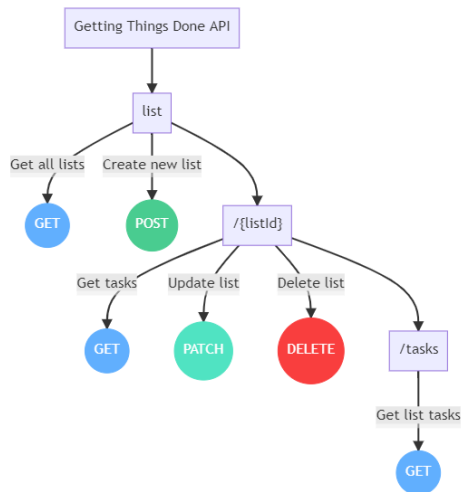 Getting Things Done API
list
Get all lists
Create new list
GET
POST
/{listId}
Get tasks
Update list
Delete list
GET
PATCH
DELETE
/tasks
Get list tasks
GET